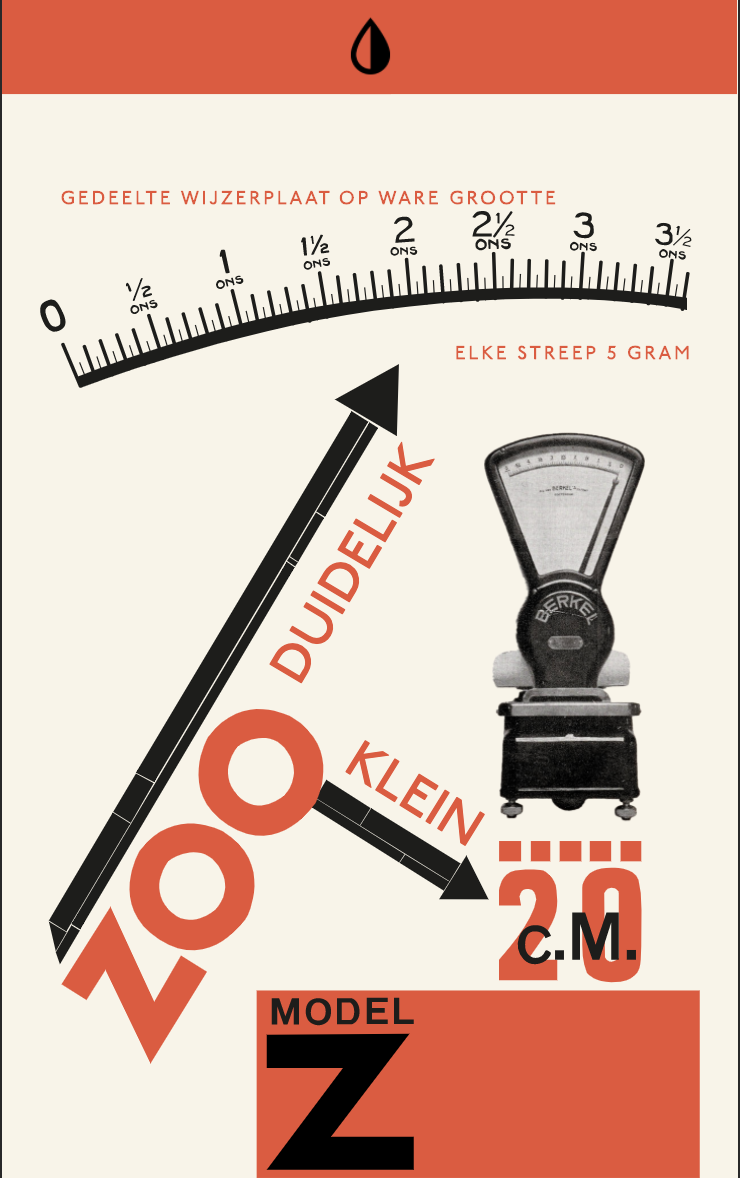 GEDEELTE WIJZERPLAAT OP WARE GROOTTE
0 ½ ONS 1 ONS 1½ ONS 2 ONS 2½ ONS 3 ONS 3½ ONS
ELKE STREEP 5 GRAM
ZOO DUIDELIJK
KLEIN
BERKEL
20
C.M.
MODEL
Z